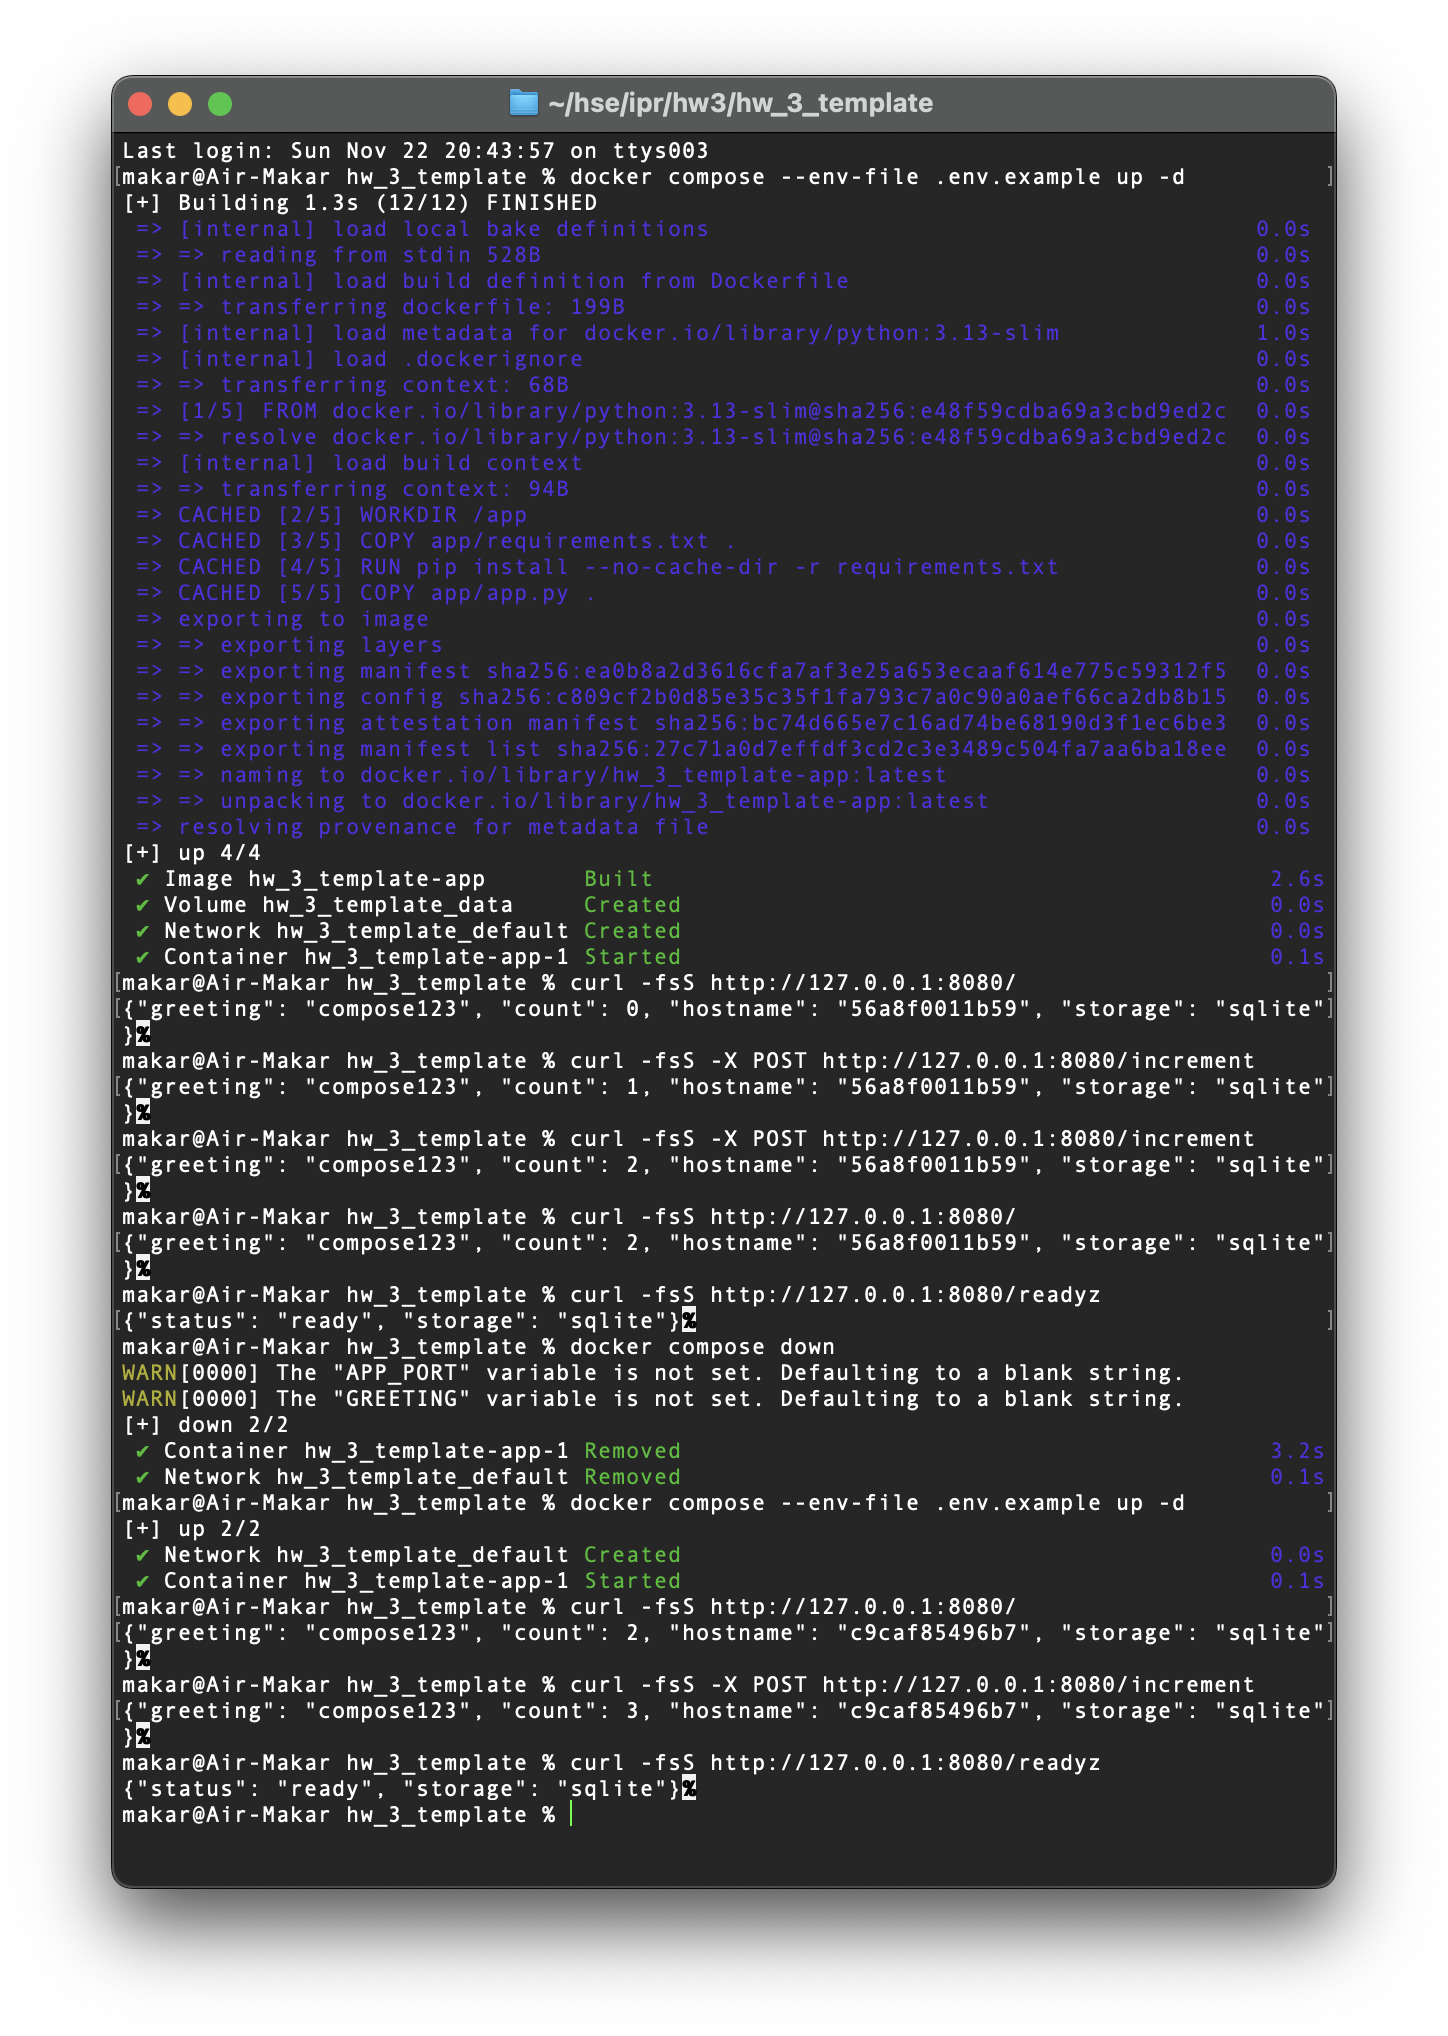 ~/hse/ipr/hw3/hw_3_template
Last login: Sun Nov 22 20:43:57 on ttys003
[makar@Air-Makar hw_3_template % docker compose --env-file .env.example up -d ]
[+] Building 1.3s (12/12) FINISHED
=> [internal] load local bake definitions 0.0s
=> => reading from stdin 528B 0.0s
=> [internal] load build definition from Dockerfile 0.0s
=> => transferring dockerfile: 199B 0.0s
=> [internal] load metadata for docker.io/library/python:3.13-slim 1.0s
=> [internal] load .dockerignore 0.0s
=> => transferring context: 68B 0.0s
=> [1/5] FROM docker.io/library/python:3.13-slim@sha256:e48f59cdba69a3cbd9ed2c 0.0s
=> => resolve docker.io/library/python:3.13-slim@sha256:e48f59cdba69a3cbd9ed2c 0.0s
=> [internal] load build context 0.0s
=> => transferring context: 94B 0.0s
=> CACHED [2/5] WORKDIR /app 0.0s
=> CACHED [3/5] COPY app/requirements.txt . 0.0s
=> CACHED [4/5] RUN pip install --no-cache-dir -r requirements.txt 0.0s
=> CACHED [5/5] COPY app/app.py . 0.0s
=> exporting to image 0.0s
=> => exporting layers 0.0s
=> => exporting manifest sha256:ea0b8a2d3616cfa7af3e25a653ecaaf614e775c59312f5 0.0s
=> => exporting config sha256:c809cf2b0d85e35c35f1fa793c7a0c90a0aef66ca2db8b15 0.0s
=> => exporting attestation manifest sha256:bc74d665e7c16ad74be68190d3f1ec6be3 0.0s
=> => exporting manifest list sha256:27c71a0d7effdf3cd2c3e3489c504fa7aa6ba18ee 0.0s
=> => naming to docker.io/library/hw_3_template-app:latest 0.0s
=> => unpacking to docker.io/library/hw_3_template-app:latest 0.0s
=> resolving provenance for metadata file 0.0s
[+] up 4/4
✔ Image hw_3_template-app Built 2.6s
✔ Volume hw_3_template_data Created 0.0s
✔ Network hw_3_template_default Created 0.0s
✔ Container hw_3_template-app-1 Started 0.1s
[makar@Air-Makar hw_3_template % curl -fsS http://127.0.0.1:8080/ ]
[{"greeting": "compose123", "count": 0, "hostname": "56a8f0011b59", "storage": "sqlite"]
}%
makar@Air-Makar hw_3_template % curl -fsS -X POST http://127.0.0.1:8080/increment
[{"greeting": "compose123", "count": 1, "hostname": "56a8f0011b59", "storage": "sqlite"]
}%
makar@Air-Makar hw_3_template % curl -fsS -X POST http://127.0.0.1:8080/increment
[{"greeting": "compose123", "count": 2, "hostname": "56a8f0011b59", "storage": "sqlite"]
}%
makar@Air-Makar hw_3_template % curl -fsS http://127.0.0.1:8080/
[{"greeting": "compose123", "count": 2, "hostname": "56a8f0011b59", "storage": "sqlite"]
}%
makar@Air-Makar hw_3_template % curl -fsS http://127.0.0.1:8080/readyz
[{"status": "ready", "storage": "sqlite"}% ]
makar@Air-Makar hw_3_template % docker compose down
WARN[0000] The "APP_PORT" variable is not set. Defaulting to a blank string.
WARN[0000] The "GREETING" variable is not set. Defaulting to a blank string.
[+] down 2/2
✔ Container hw_3_template-app-1 Removed 3.2s
✔ Network hw_3_template_default Removed 0.1s
[makar@Air-Makar hw_3_template % docker compose --env-file .env.example up -d ]
[+] up 2/2
✔ Network hw_3_template_default Created 0.0s
✔ Container hw_3_template-app-1 Started 0.1s
[makar@Air-Makar hw_3_template % curl -fsS http://127.0.0.1:8080/ ]
[{"greeting": "compose123", "count": 2, "hostname": "c9caf85496b7", "storage": "sqlite"]
}%
makar@Air-Makar hw_3_template % curl -fsS -X POST http://127.0.0.1:8080/increment
[{"greeting": "compose123", "count": 3, "hostname": "c9caf85496b7", "storage": "sqlite"]
}%
makar@Air-Makar hw_3_template % curl -fsS http://127.0.0.1:8080/readyz
{"status": "ready", "storage": "sqlite"}%
makar@Air-Makar hw_3_template %